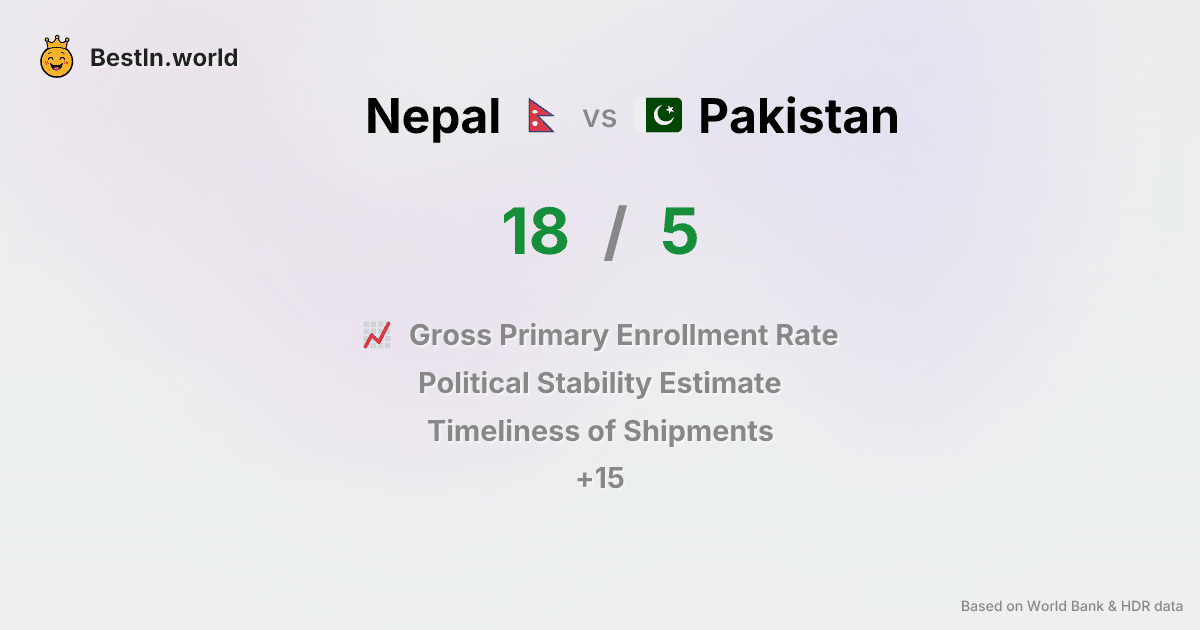 BestIn.world
Nepal vs Pakistan
18 / 5
Gross Primary Enrollment Rate
Political Stability Estimate
Timeliness of Shipments
+15
Based on World Bank & HDR data